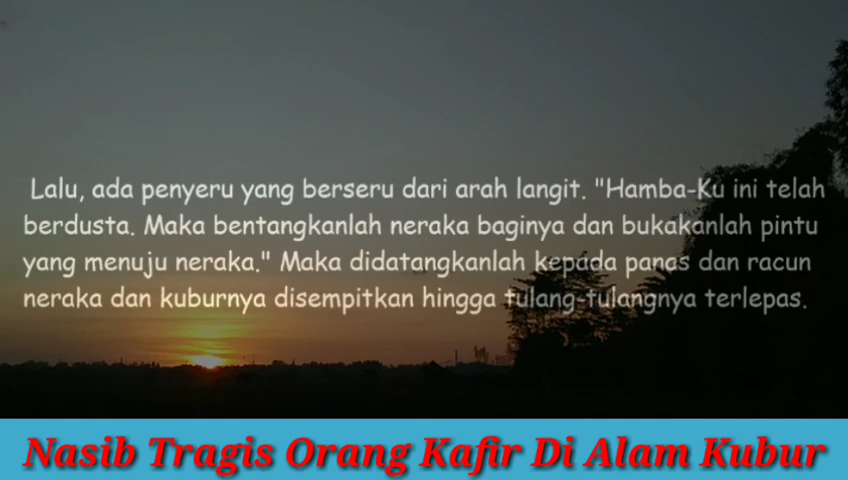 Lalu, ada penyeru yang berseru dari arah langit. "Hamba-Ku ini telah
berdusta. Maka bentangkanlah neraka baginya dan bukakanlah pintu
yang menuju neraka." Maka didatangkanlah kepada panas dan racun
neraka dan kuburnya disempitkan hingga tulang-tulangnya terlepas.
Nasib Tragis Orang Kafir Di Alam Kubur